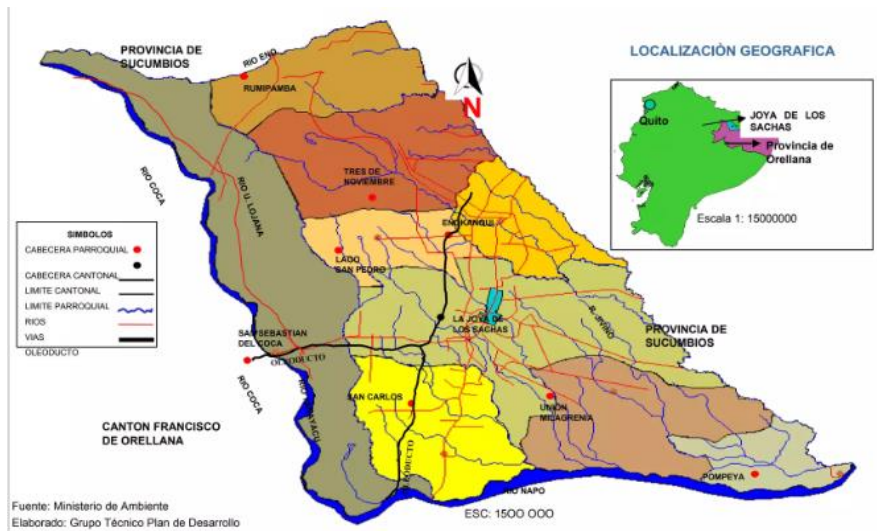 PROVINCIA DE
SUCUMBIOS
RIO ENO
RUMIPAMBA
N
LOCALIZACIÒN GEOGRAFICA
Quito
JOYA DE LOS
SACHAS
Provincia de
Orellana
Escala 1: 15000000
RIO COCA
RIO U. LOJANA
TRES DE
NOVIEMBRE
ENOKANQUI
LAGO
SAN PEDRO
SIMBOLOS
CABECERA PARROQUIAL
CABECERA CANTONAL
LIMITE CANTONAL
LIMITE PARROQUIAL
RIOS
VIAS
OLEODUCTO
LA JOYA DE
LOS SACHAS
PROVINCIA DE
SUCUMBIOS
SAN SEBASTIAN
DEL COCA
OLEODUCTO
RIO COCA
SAN CARLOS
UNION
MILAGREÑA
CANTON FRANCISCO
DE ORELLANA
OLEODUCTO
POMPEYA
RIO NAPO
ESC: 1500 000
Fuente: Ministerio de Ambiente
Elaborado: Grupo Técnico Plan de Desarrollo